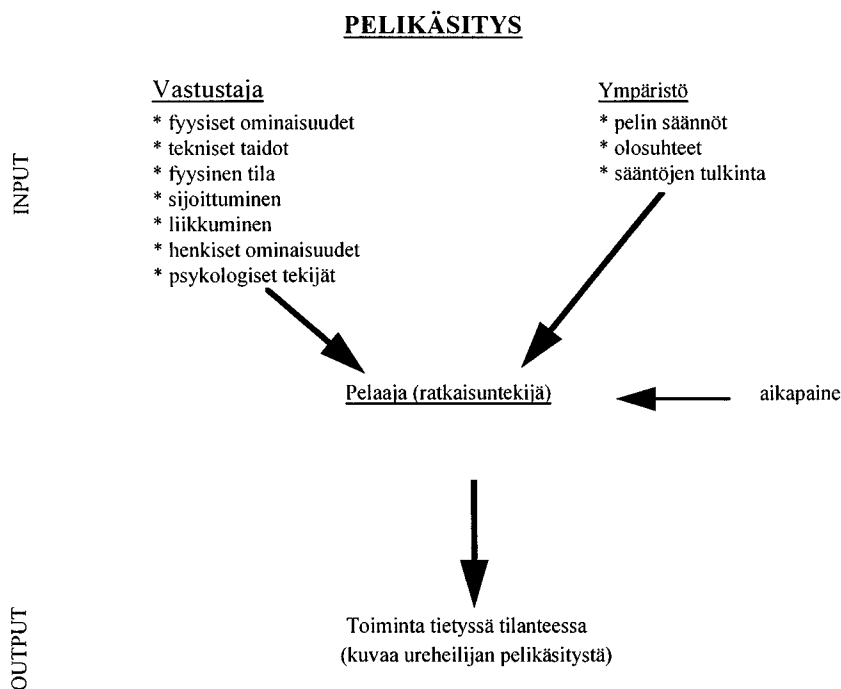 PELIKÄSITYS
Vastustaja
* fyysiset ominaisuudet
* tekniset taidot
* fyysinen tila
* sijoittuminen
* liikkuminen
* henkiset ominaisuudet
* psykologiset tekijät
Ympäristö
* pelin säännöt
* olosuhteet
* sääntöjen tulkinta
INPUT
Pelaaja (ratkaisuntekijä)
aikapaine
OUTPUT
Toiminta tietyssä tilanteessa
(kuvaa ureheilijan pelikäsitystä)